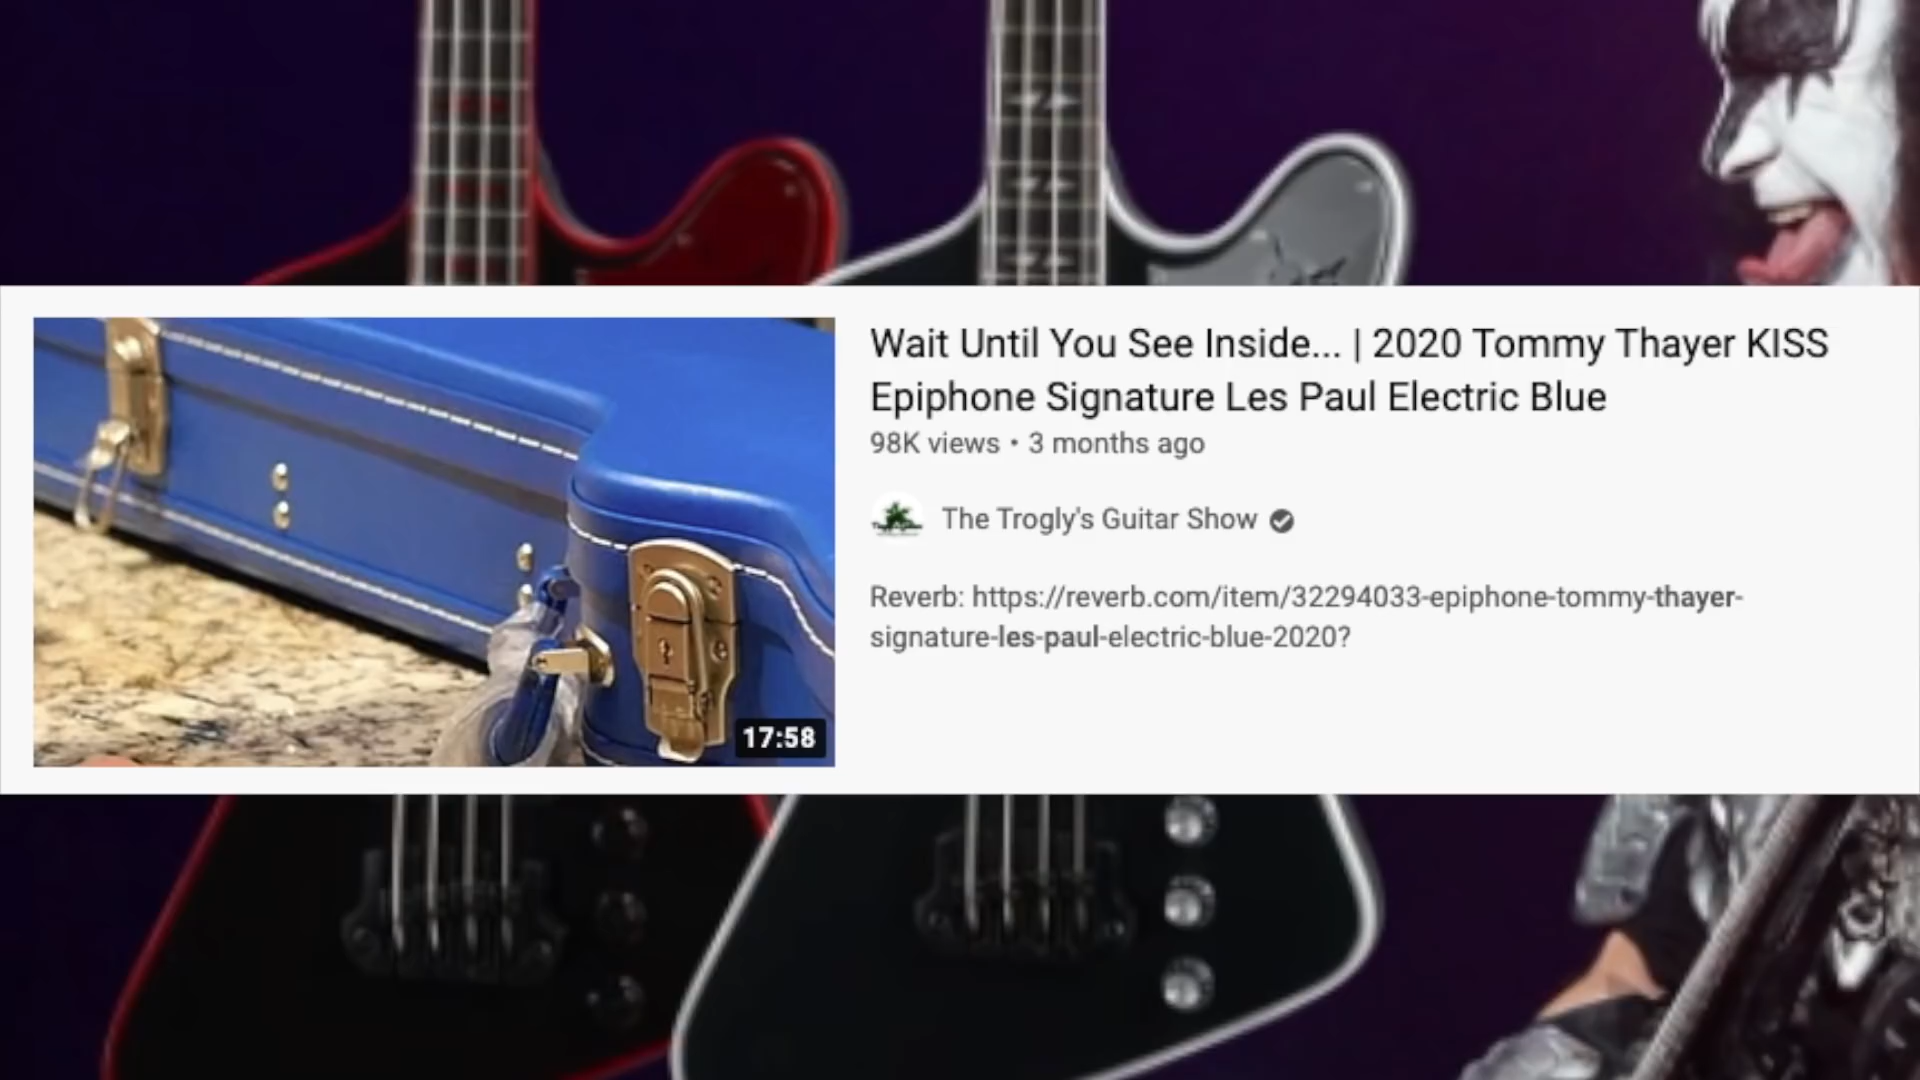 Wait Until You See Inside... | 2020 Tommy Thayer KISS
Epiphone Signature Les Paul Electric Blue
98K views • 3 months ago
The Trogly's Guitar Show
Reverb: https://reverb.com/item/32294033-epiphone-tommy-thayer-
signature-les-paul-electric-blue-2020?
17:58